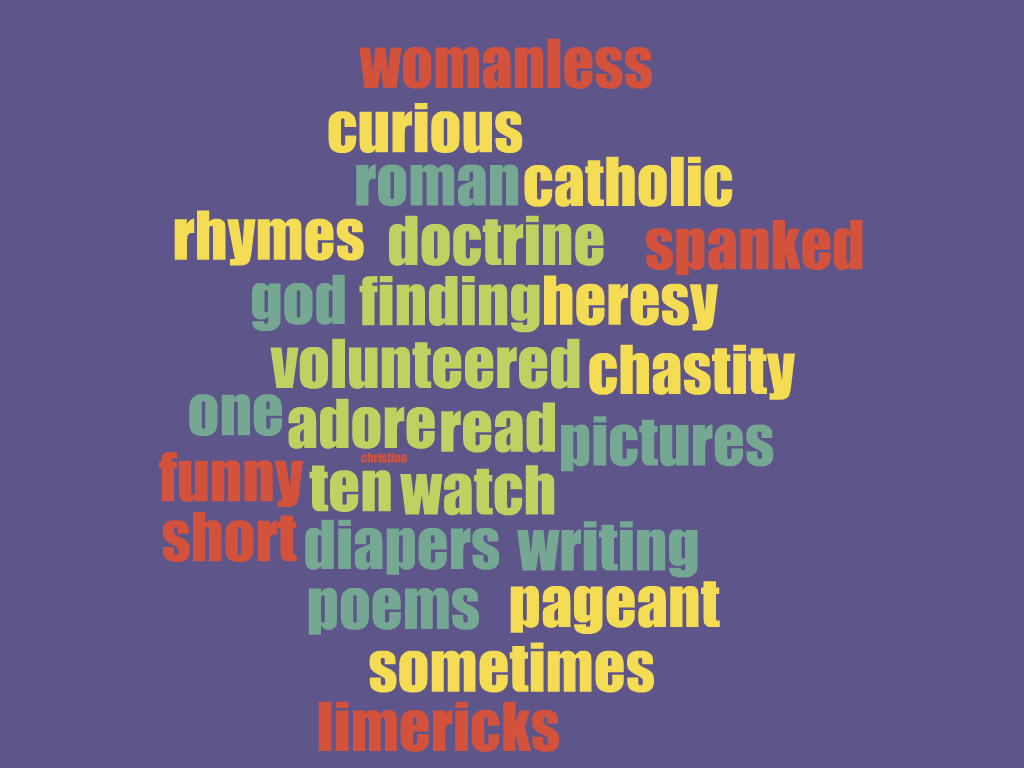 womanless
curious
roman catholic
rhymes doctrine spanked
god finding heresy
volunteered chastity
one adore read pictures
christian
funny ten watch
short diapers writing
poems pageant
sometimes
limericks